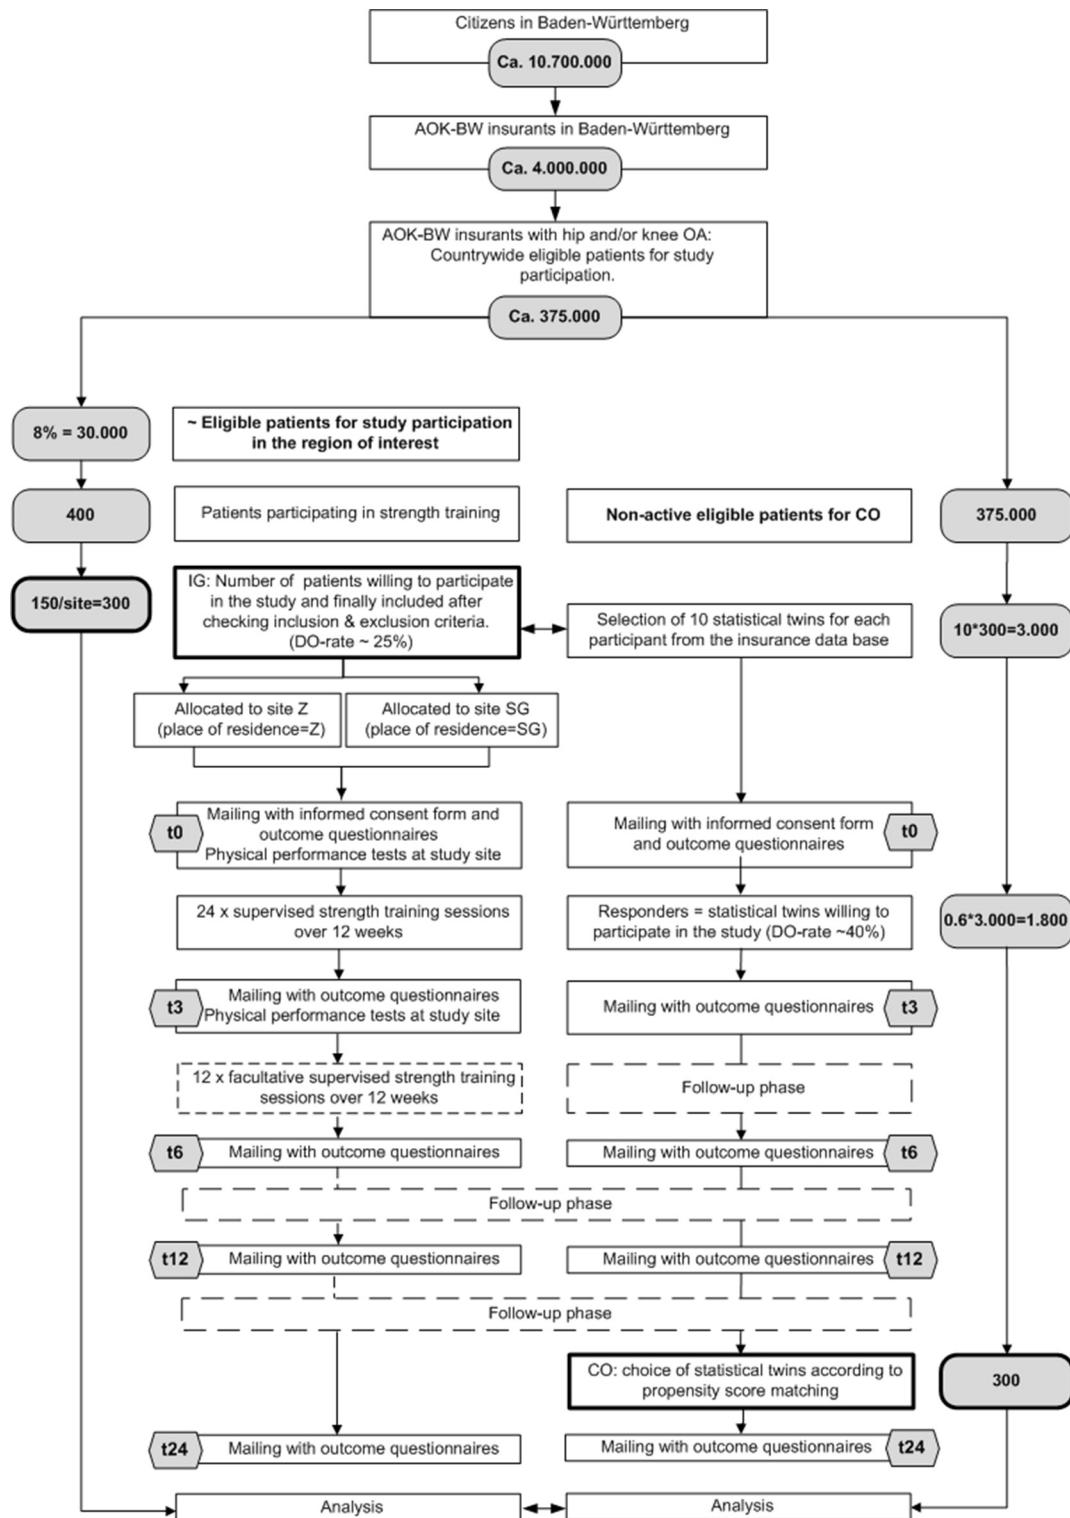 Citizens in Baden-Württemberg
Ca. 10.700.000
AOK-BW insurants in Baden-Württemberg
Ca. 4.000.000
AOK-BW insurants with hip and/or knee OA:
Countrywide eligible patients for study
participation.
Ca. 375.000
8% = 30.000
~ Eligible patients for study participation
in the region of interest
400
Patients participating in strength training
Non-active eligible patients for CO
375.000
150/site=300
IG: Number of patients willing to participate
in the study and finally included after
checking inclusion & exclusion criteria.
(DO-rate ~ 25%)
Selection of 10 statistical twins for each
participant from the insurance data base
10*300=3.000
Allocated to site Z
(place of residence=Z)
Allocated to site SG
(place of residence=SG)
t0
Mailing with informed consent form and
outcome questionnaires
Physical performance tests at study site
Mailing with informed consent form
and outcome questionnaires
t0
24 x supervised strength training sessions
over 12 weeks
Responders = statistical twins willing to
participate in the study (DO-rate ~40%)
0.6*3.000=1.800
t3
Mailing with outcome questionnaires
Physical performance tests at study site
Mailing with outcome questionnaires
t3
12 x facultative supervised strength training
sessions over 12 weeks
Follow-up phase
t6
Mailing with outcome questionnaires
Mailing with outcome questionnaires
t6
Follow-up phase
t12
Mailing with outcome questionnaires
Mailing with outcome questionnaires
t12
Follow-up phase
CO: choice of statistical twins according to
propensity score matching
300
t24
Mailing with outcome questionnaires
Mailing with outcome questionnaires
t24
Analysis
Analysis